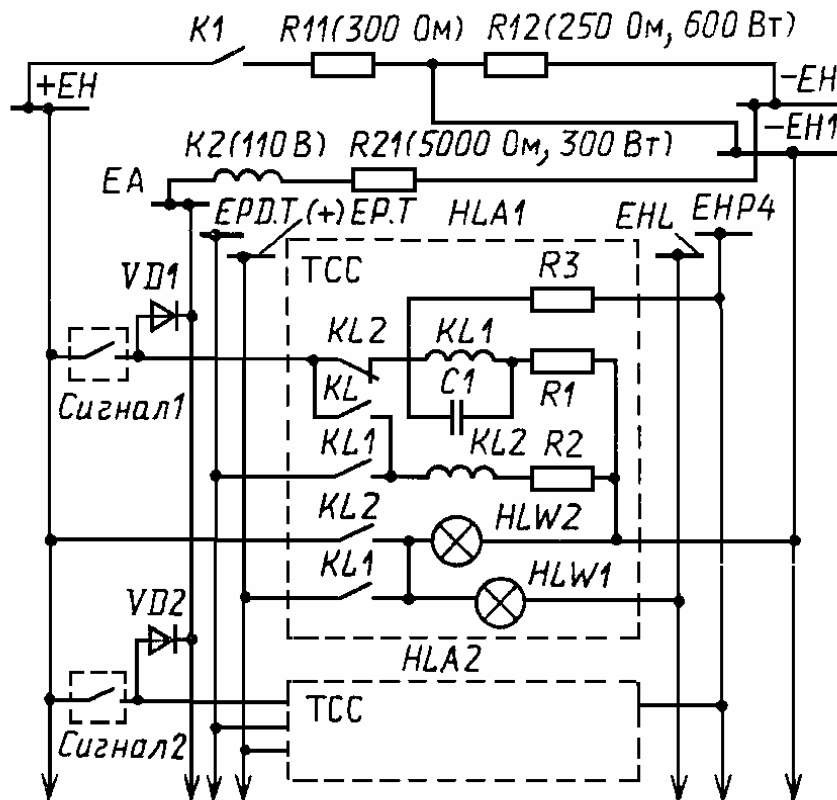 K1 R11(300 Ом) R12(250 Ом, 600 Вт)
+EH -EH
K2(110 В) R21(5000 Ом, 300 Вт) -EH1
EA EPD.T (+)EP.T HLA1 EHL EHP4
TCC R3
VD1
KL2 KL1
C1 R1
Сигнал1 KL
KL1 KL2 R2
KL2 HLW2
KL1 HLW1
VD2
HLA2
TCC
Сигнал2